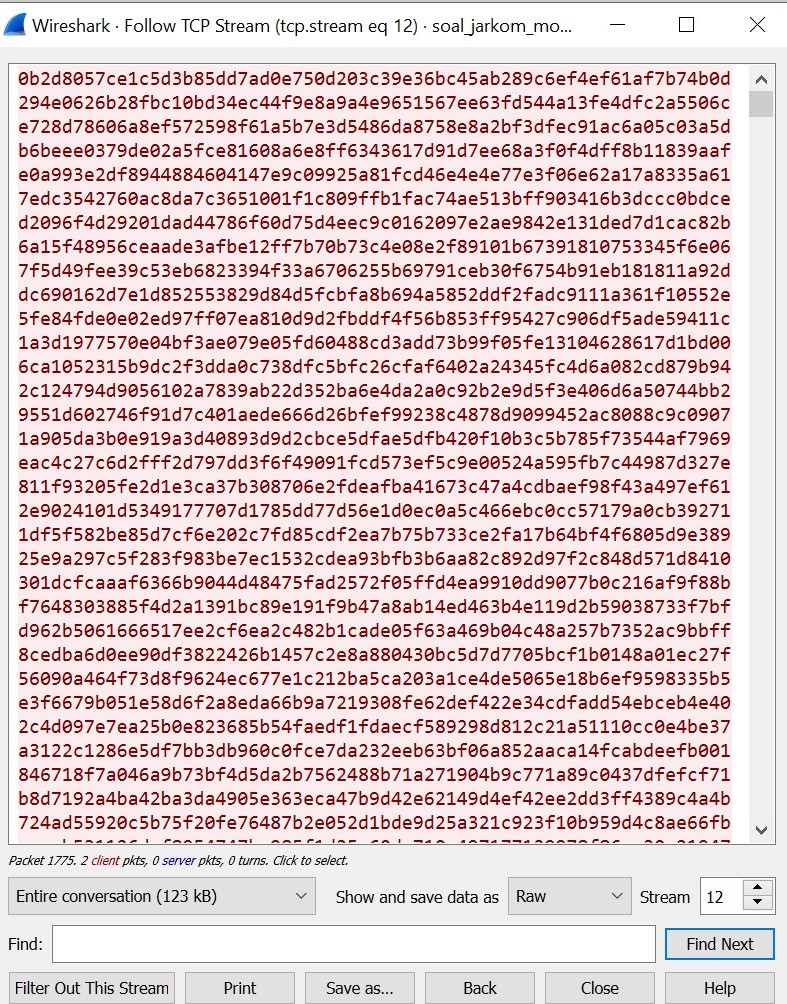 Wireshark · Follow TCP Stream (tcp.stream eq 12) · soal_jarkom_mo...
0b2d8057ce1c5d3b85dd7ad0e750d203c39e36bc45ab289c6ef4ef61af7b74b0d
294e0626b28fbc10bd34ec44f9e8a9a4e9651567ee63fd544a13fe4dfc2a5506c
e728d78606a8ef572598f61a5b7e3d5486da8758e8a2bf3dfec91ac6a05c03a5d
b6beee0379de02a5fce81608a6e8ff6343617d91d7ee68a3f0f4dff8b11839aaf
e0a993e2df8944884604147e9c09925a81fcd46e4e4e77e3f06e62a17a8335a61
7edc3542760ac8da7c3651001f1c809ffb1fac74ae513bff903416b3dccc0bdce
d2096f4d29201dad44786f60d75d4eec9c0162097e2ae9842e131ded7d1cac82b
6a15f48956ceaade3afbe12ff7b70b73c4e08e2f89101b67391810753345f6e06
7f5d49fee39c53eb6823394f33a6706255b69791ceb30f6754b91eb181811a92d
dc690162d7e1d852553829d84d5fcbfa8b694a5852ddf2fadc9111a361f10552e
5fe84fde0e02ed97ff07ea810d9d2fbddf4f56b853ff95427c906df5ade59411c
1a3d1977570e04bf3ae079e05fd60488cd3add73b99f05fe13104628617d1bd00
6ca1052315b9dc2f3dda0c738dfc5bfc26cfaf6402a24345fc4d6a082cd879b94
2c124794d9056102a7839ab22d352ba6e4da2a0c92b2e9d5f3e406d6a50744bb2
9551d602746f91d7c401aede666d26bfef99238c4878d9099452ac8088c9c0907
1a905da3b0e919a3d40893d9d2cbce5dfae5dfb420f10b3c5b785f73544af7969
eac4c27c6d2fff2d797dd3f6f49091fcd573ef5c9e00524a595fb7c44987d327e
811f93205fe2d1e3ca37b308706e2fdeafba41673c47a4cdbaef98f43a497ef61
2e9024101d5349177707d1785dd77d56e1d0ec0a5c466ebc0cc57179a0cb39271
1df5f582be85d7cf6e202c7fd85cdf2ea7b75b733ce2fa17b64bf4f6805d9e389
25e9a297c5f283f983be7ec1532cdea93bfb3b6aa82c892d97f2c848d571d8410
301dcfcaaaf6366b9044d48475fad2572f05ffd4ea9910dd9077b0c216af9f88b
f7648303885f4d2a1391bc89e191f9b47a8ab14ed463b4e119d2b59038733f7bf
d962b5061666517ee2cf6ea2c482b1cade05f63a469b04c48a257b7352ac9bbff
8cedba6d0ee90df3822426b1457c2e8a880430bc5d7d7705bcf1b0148a01ec27f
56090a464f73d8f9624ec677e1c212ba5ca203a1ce4de5065e18b6ef9598335b5
e3f6679b051e58d6f2a8eda66b9a7219308fe62def422e34cdfadd54ebceb4e40
2c4d097e7ea25b0e823685b54faedf1fdaecf589298d812c21a51110cc0e4be37
a3122c1286e5df7bb3db960c0fce7da232eeb63bf06a852aaca14fcabdeefb001
846718f7a046a9b73bf4d5da2b7562488b71a271904b9c771a89c0437dfefcf71
b8d7192a4ba42ba3da4905e363eca47b9d42e62149d4ef42ee2dd3ff4389c4a4b
724ad55920c5b75f20fe76487b2e052d1bde9d25a321c923f10b959d4c8ae66fb
Packet 1775. 2 client pkts, 0 server pkts, 0 turns. Click to select.
Entire conversation (123 kB) Show and save data as Raw Stream 12
Find: Find Next
Filter Out This Stream Print Save as... Back Close Help